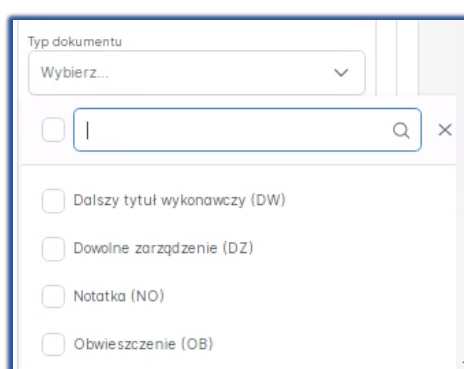 Typ dokumentu
Wybierz...
Dalszy tytuł wykonawczy (DW)
Dowolne zarządzenie (DZ)
Notatka (NO)
Obwieszczenie (OB)